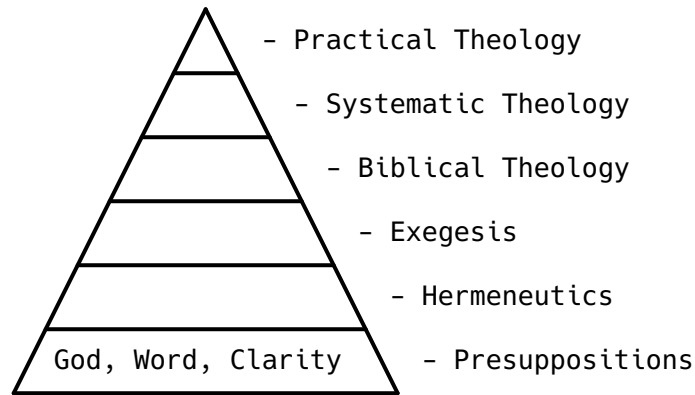 - Practical Theology
- Systematic Theology
- Biblical Theology
- Exegesis
- Hermeneutics
God, Word, Clarity - Presuppositions